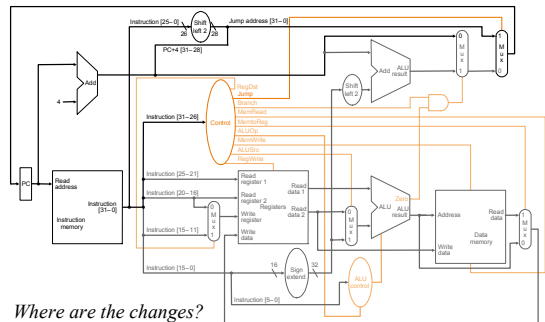 Instruction [25–0]
Shift
left 2
Jump address [31–0]
26
28
PC+4 [31–28]
Add
4
0
M
u
x
1
1
M
u
x
0
Add
ALU
result
Shift
left 2
RegDst
Jump
Branch
MemRead
MemtoReg
ALUOp
MemWrite
ALUSrc
RegWrite
Instruction [31–26]
Control
PC
Read
address
Instruction
[31–0]
Instruction
memory
Instruction [25–21]
Instruction [20–16]
Instruction [15–11]
0
M
u
x
1
Read
register 1
Read
register 2
Write
register
Write
data
Registers
Read
data 1
Read
data 2
0
M
u
x
1
Zero
ALU
ALU
result
Address
Write
data
Data
memory
Read
data
1
M
u
x
0
Instruction [15–0]
16
Sign
extend
32
Instruction [5–0]
ALU
control
Where are the changes?